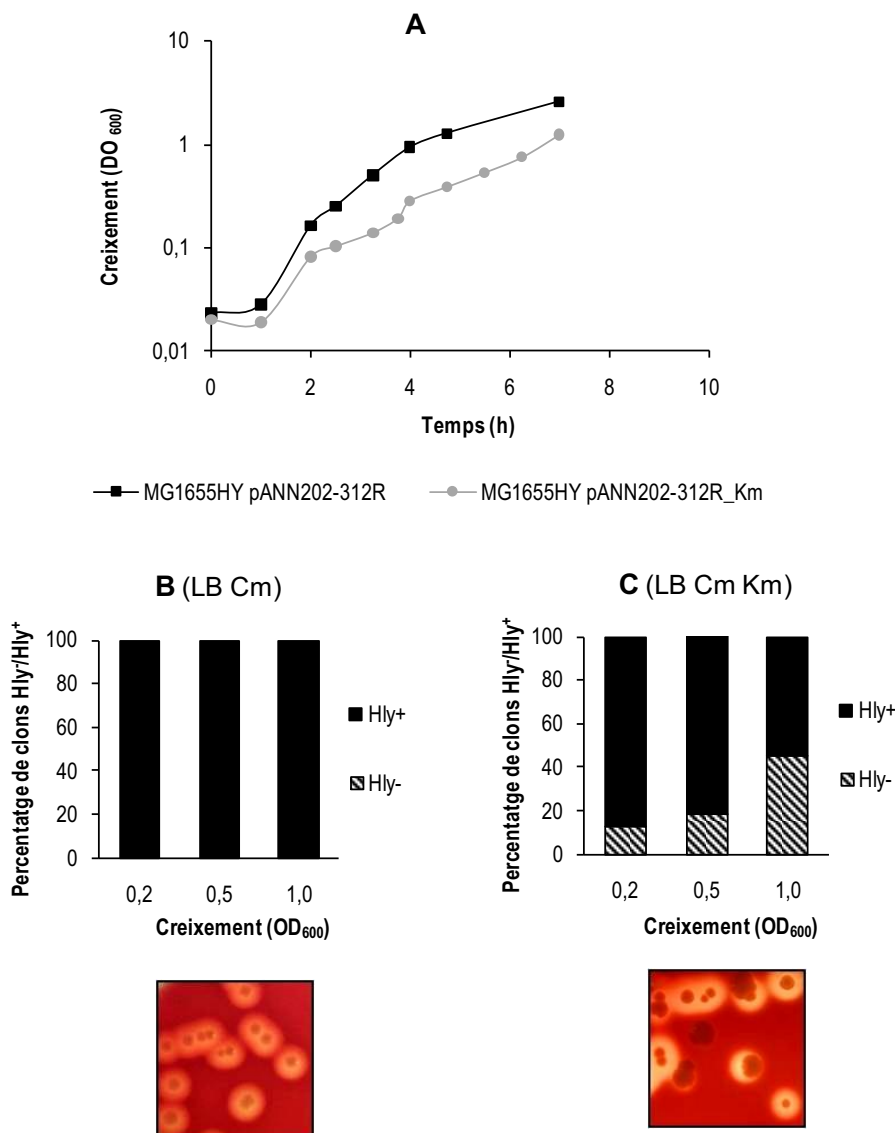 A
10
1
0,1
0,01
Creixement (DO 600)
0 2 4 6 8 10
Temps (h)
MG1655HY pANN202-312R MG1655HY pANN202-312R_Km
B (LB Cm)
Percentatge de clons Hly-/Hly+
100
80
60
40
20
0
0,2 0,5 1,0
Creixement (OD600)
Hly+
Hly-
C (LB Cm Km)
Percentatge de clons Hly-/Hly+
100
80
60
40
20
0
0,2 0,5 1,0
Creixement (OD600)
Hly+
Hly-